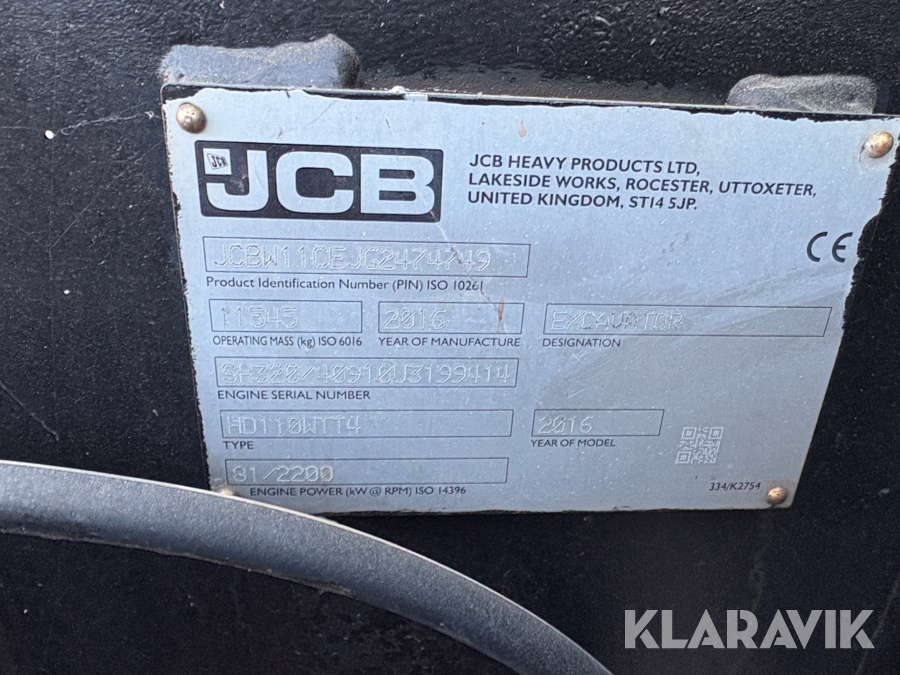 JCB
JCB HEAVY PRODUCTS LTD,
LAKESIDE WORKS, ROCESTER, UTTOXETER,
UNITED KINGDOM, ST14 5JP.
CE
JCBW11CEJG2474749
Product Identification Number (PIN) ISO 10261
11545
OPERATING MASS (kg) ISO 6016
2016
YEAR OF MANUFACTURE
EXCAVATOR
DESIGNATION
SH320/40910U3199414
ENGINE SERIAL NUMBER
HD110WTT4
TYPE
2016
YEAR OF MODEL
81/2200
ENGINE POWER (kW @ RPM) ISO 14396
334/K2754
KLARAVIK